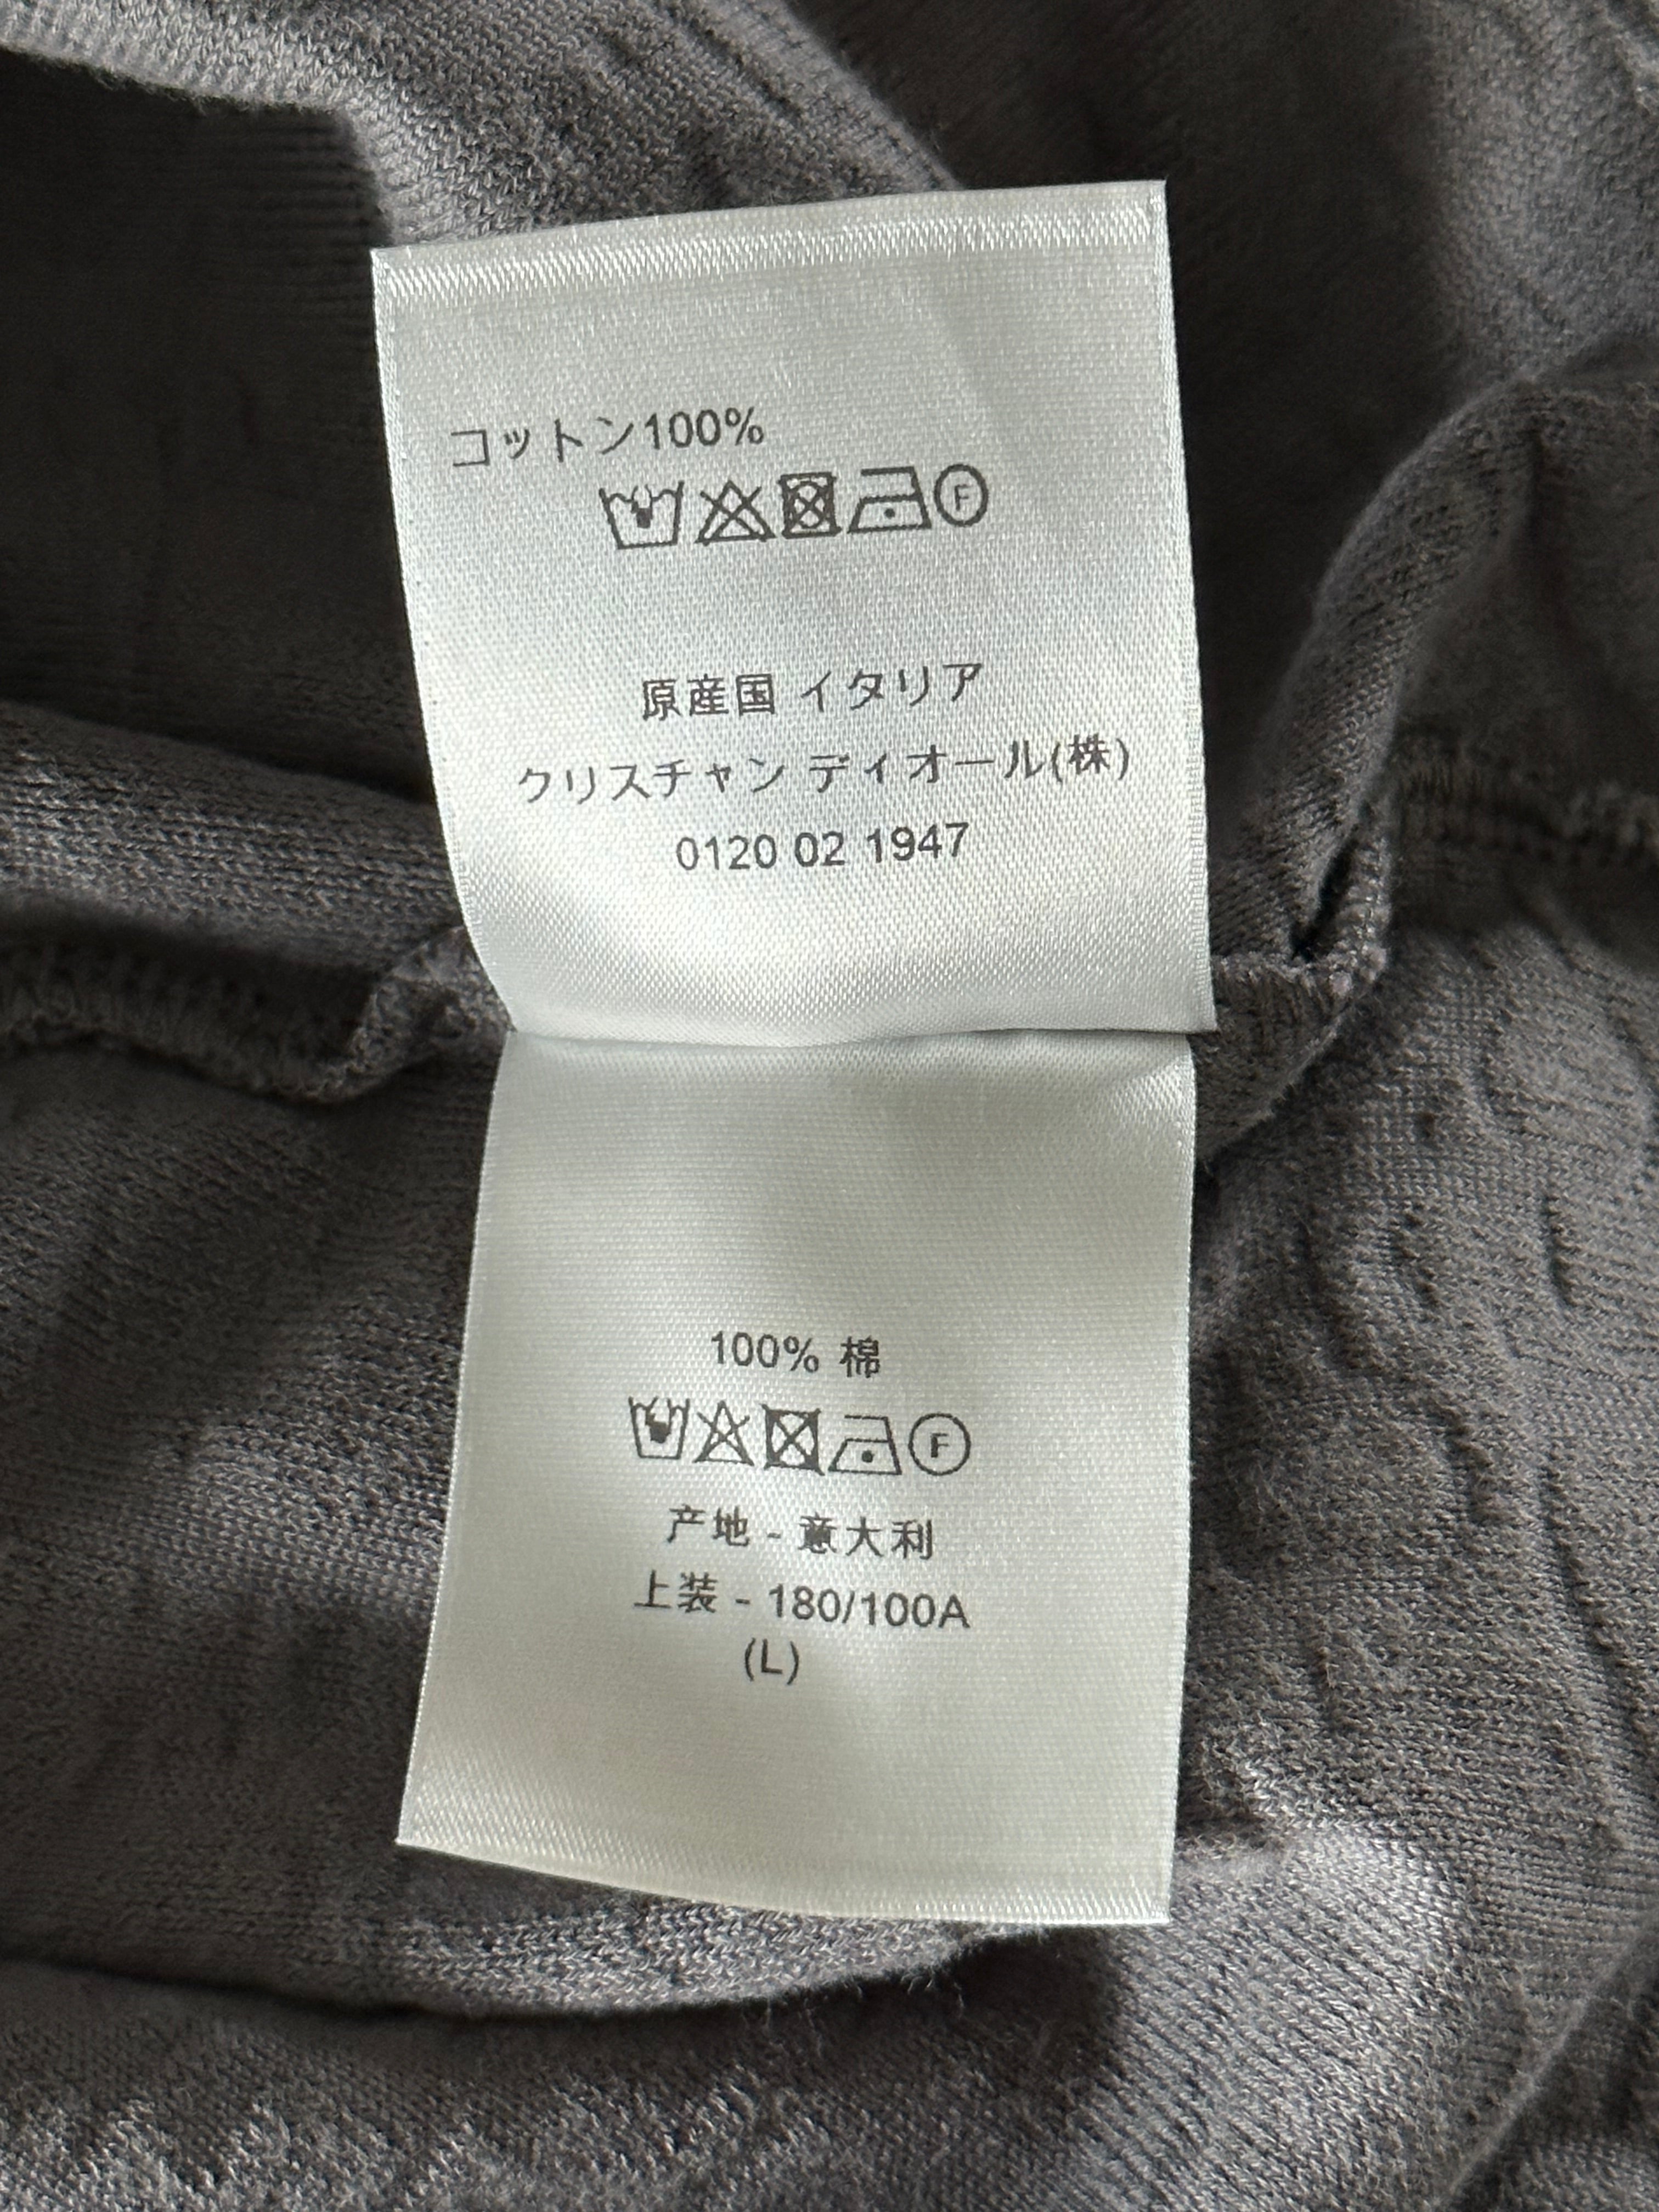 コットン100%
F
原産国 イタリア
クリスチャン ディオール(株)
0120 02 1947
100% 棉
F
产地 - 意大利
上装 - 180/100A
(L)